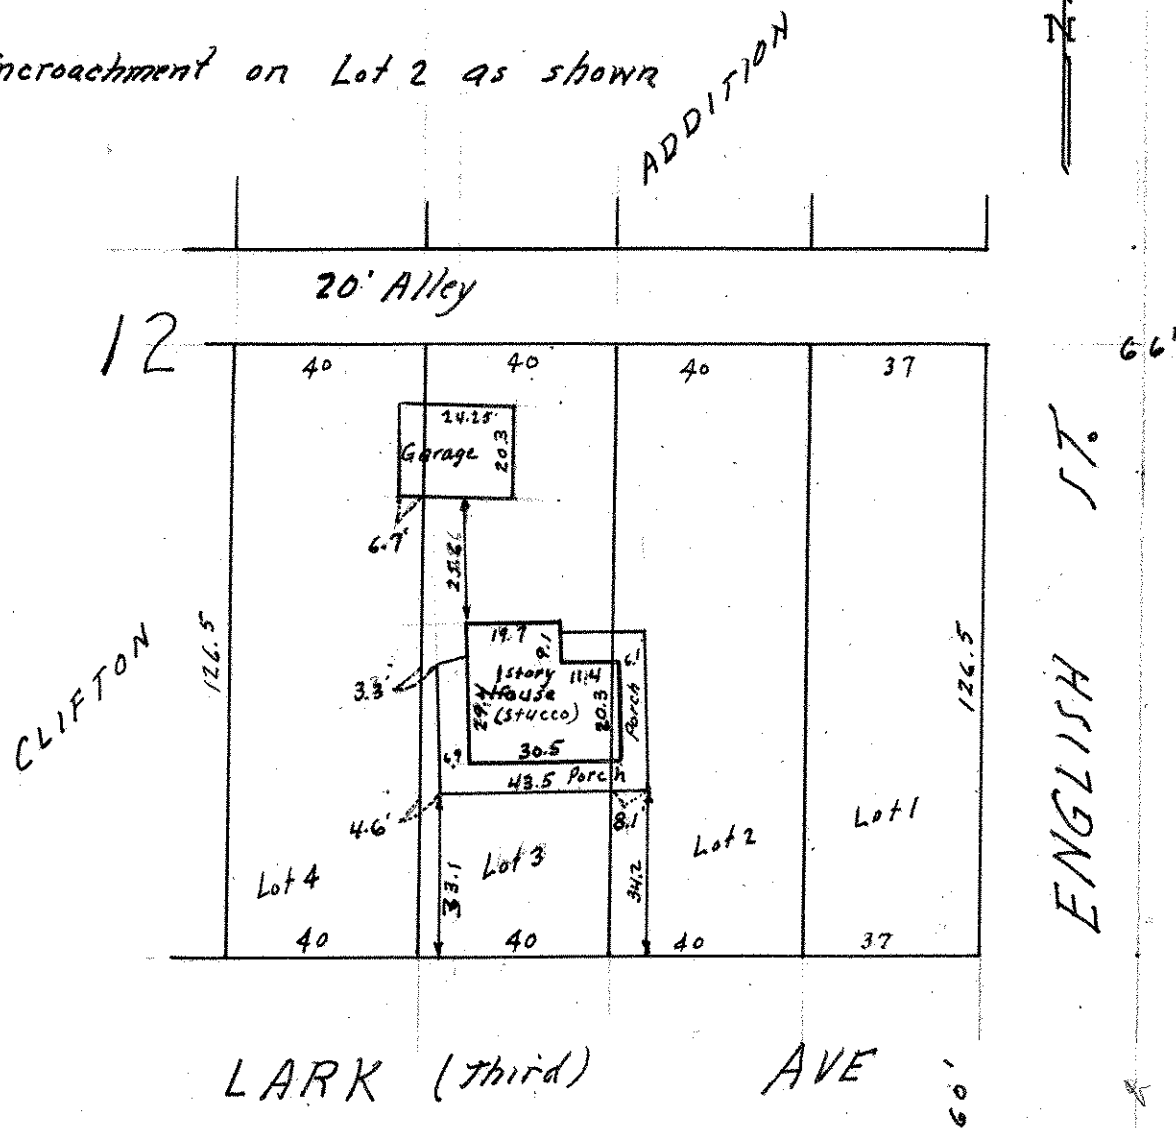 ncroachment on Lot 2 as shown
N
ADDITION
20' Alley
12
66'
40 40 40 37
24.25'
Garage
20.3
6.7'
ST.
19.7
9.1
6.1
3.3'
1 story
11.4
House
29.4
(stucco)
20.3
Porch
126.5
126.5
CLIFTON
30.5
6.9
43.5 Porch
4.6'
8.1'
Lot 1
Lot 2
Lot 3
Lot 4
33.1
34.2
ENGLISH
40 40 40 37
LARK (Third) AVE
60'